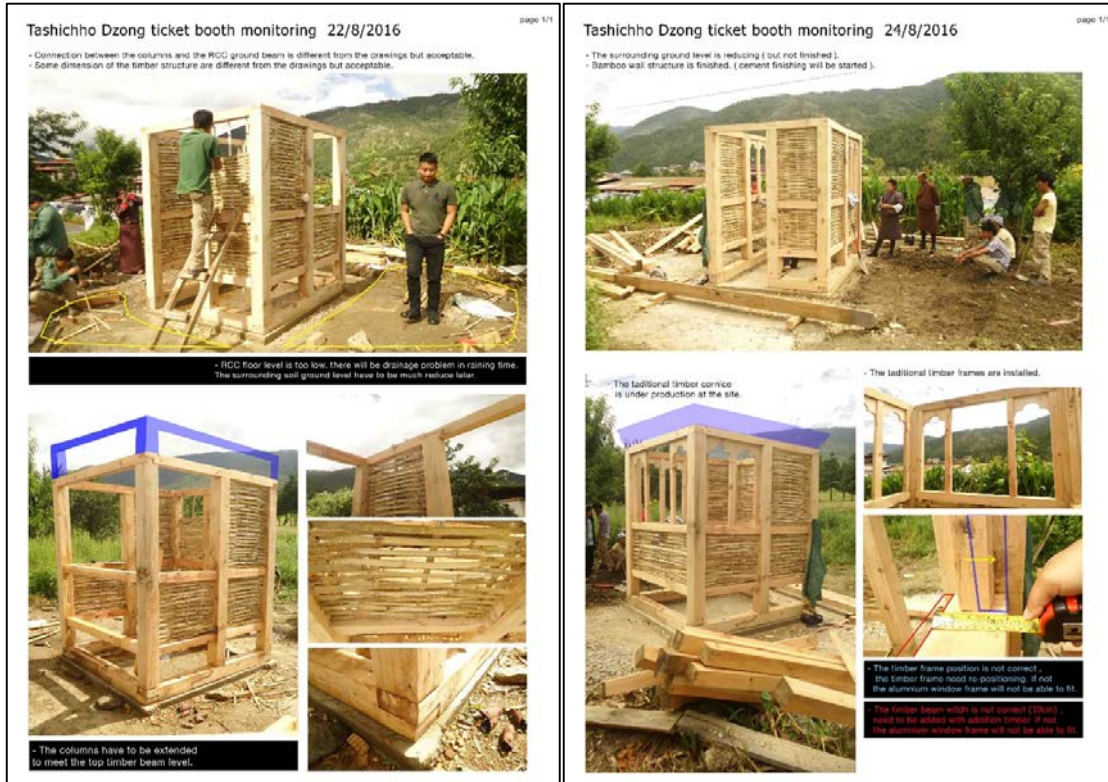 page 1/1
Tashichho Dzong ticket booth monitoring 22/8/2016
- Connection between the columns and the RCC ground beam is different from the drawings but acceptable.
- Some dimension of the timber structure are different from the drawings but acceptable.
- RCC floor level is too low, there will be drainage problem in raining time.
The surrounding soil ground level have to be much reduce later.
- The columns have to be extended
to meet the top timber beam level.
page 1/1
Tashichho Dzong ticket booth monitoring 24/8/2016
- The surrounding ground level is reducing ( but not finished ).
- Bamboo wall structure is finished. ( cement finishing will be started ).
- The taditional timber cornice
is under production at the site.
- The taditional timber frames are installed.
- The timber frame position is not correct ,
the timber frame need re-positioning. if not
the alumnium window frame will not be able to fit.
- The timber beam width is not correct (10cm) ,
need to be added with addition timber. if not
the alumnium window frame will not be able to fit.